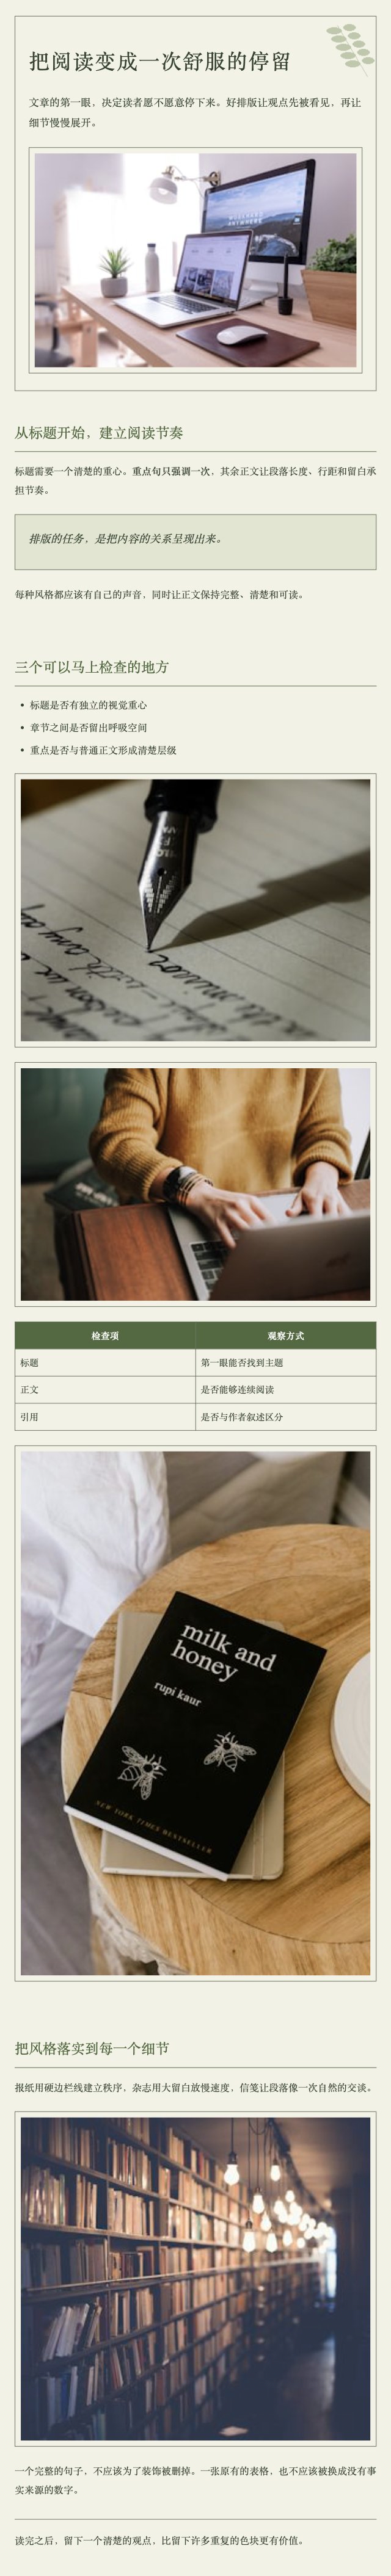 把阅读变成一次舒服的停留
文章的第一眼，决定读者愿不愿意停下来。好排版让观点先被看见，再让
细节慢慢展开。
从标题开始，建立阅读节奏
标题需要一个清楚的重心。重点句只强调一次，其余正文让段落长度、行距和留白承
担节奏。
排版的任务，是把内容的关系呈现出来。
每种风格都应该有自己的声音，同时让正文保持完整、清楚和可读。
三个可以马上检查的地方
• 标题是否有独立的视觉重心
• 章节之间是否留出呼吸空间
• 重点是否与普通正文形成清楚层级
检查项 观察方式
标题 第一眼能否找到主题
正文 是否能够连续阅读
引用 是否与作者叙述区分
milk and
honey
rupi kaur
NEW YORK TIMES BESTSELLER
把风格落实到每一个细节
报纸用硬边栏线建立秩序，杂志用大留白放慢速度，信笺让段落像一次自然的交谈。
一个完整的句子，不应该为了装饰被删掉。一张原有的表格，也不应该被换成没有事
实来源的数字。
读完之后，留下一个清楚的观点，比留下许多重复的色块更有价值。